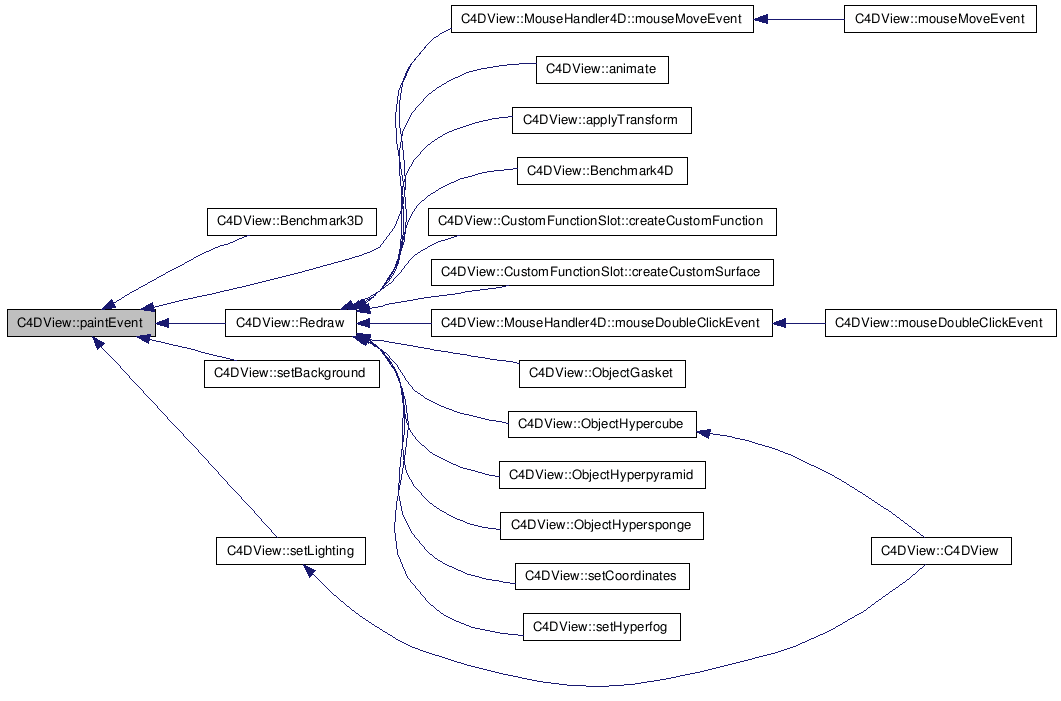 C4DView::MouseHandler4D::mouseMoveEvent
C4DView::mouseMoveEvent
C4DView::animate
C4DView::applyTransform
C4DView::Benchmark4D
C4DView::Benchmark3D
C4DView::CustomFunctionSlot::createCustomFunction
C4DView::CustomFunctionSlot::createCustomSurface
C4DView::paintEvent
C4DView::Redraw
C4DView::MouseHandler4D::mouseDoubleClickEvent
C4DView::mouseDoubleClickEvent
C4DView::setBackground
C4DView::ObjectGasket
C4DView::ObjectHypercube
C4DView::ObjectHyperpyramid
C4DView::ObjectHypersponge
C4DView::setLighting
C4DView::C4DView
C4DView::setCoordinates
C4DView::setHyperfog